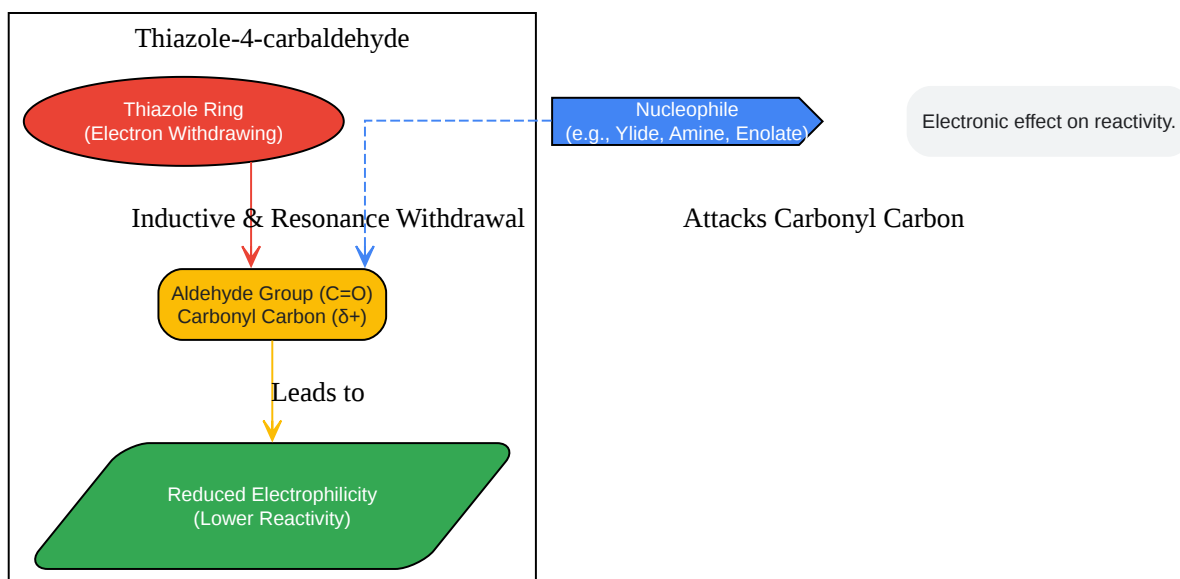 Thiazole-4-carbaldehyde
Thiazole Ring
(Electron Withdrawing)
Nucleophile
(e.g., Ylide, Amine, Enolate)
Electronic effect on reactivity.
Inductive & Resonance Withdrawal
Attacks Carbonyl Carbon
Aldehyde Group (C=O)
Carbonyl Carbon (δ+)
Leads to
Reduced Electrophilicity
(Lower Reactivity)